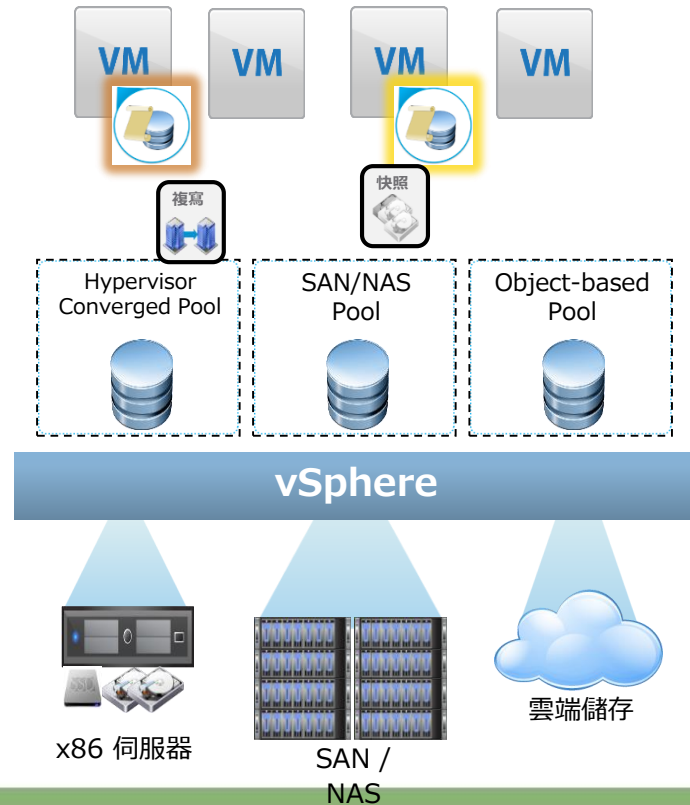 VM
VM
VM
VM
複寫
快照
Hypervisor
Converged Pool
SAN/NAS
Pool
Object-based
Pool
vSphere
SSD
x86 伺服器
SAN /
NAS
雲端儲存